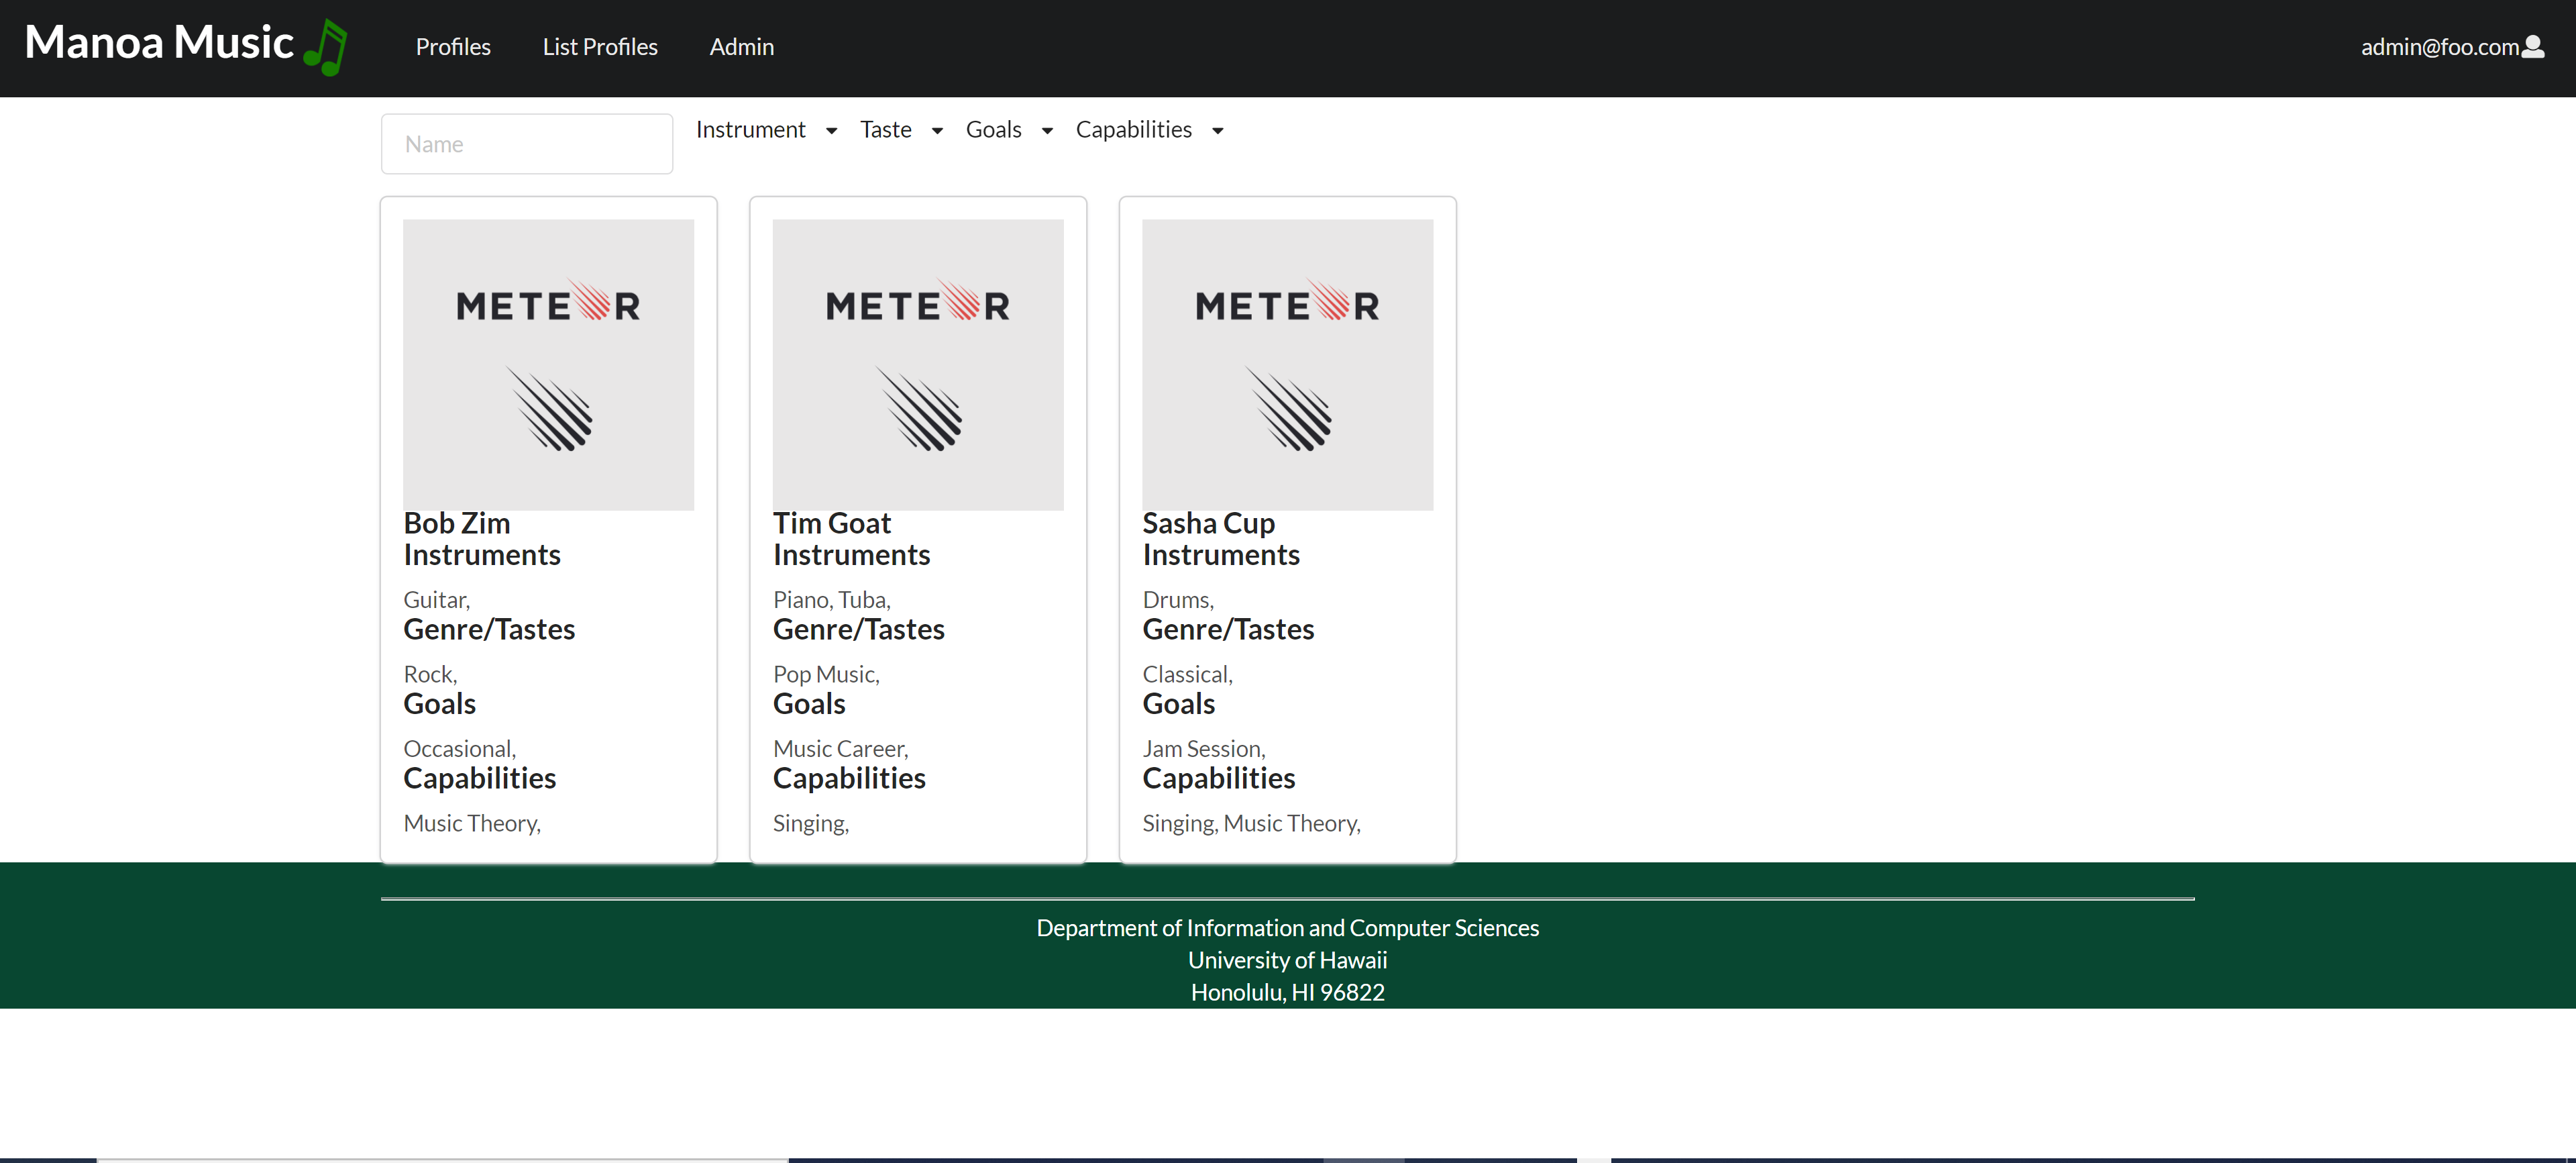 Manoa Music
Profiles
List Profiles
Admin
admin@foo.com
Name
Instrument
Taste
Goals
Capabilities
METEOR
Bob Zim
Instruments
Guitar,
Genre/Tastes
Rock,
Goals
Occasional,
Capabilities
Music Theory,
METEOR
Tim Goat
Instruments
Piano, Tuba,
Genre/Tastes
Pop Music,
Goals
Music Career,
Capabilities
Singing,
METEOR
Sasha Cup
Instruments
Drums,
Genre/Tastes
Classical,
Goals
Jam Session,
Capabilities
Singing, Music Theory,
Department of Information and Computer Sciences
University of Hawaii
Honolulu, HI 96822